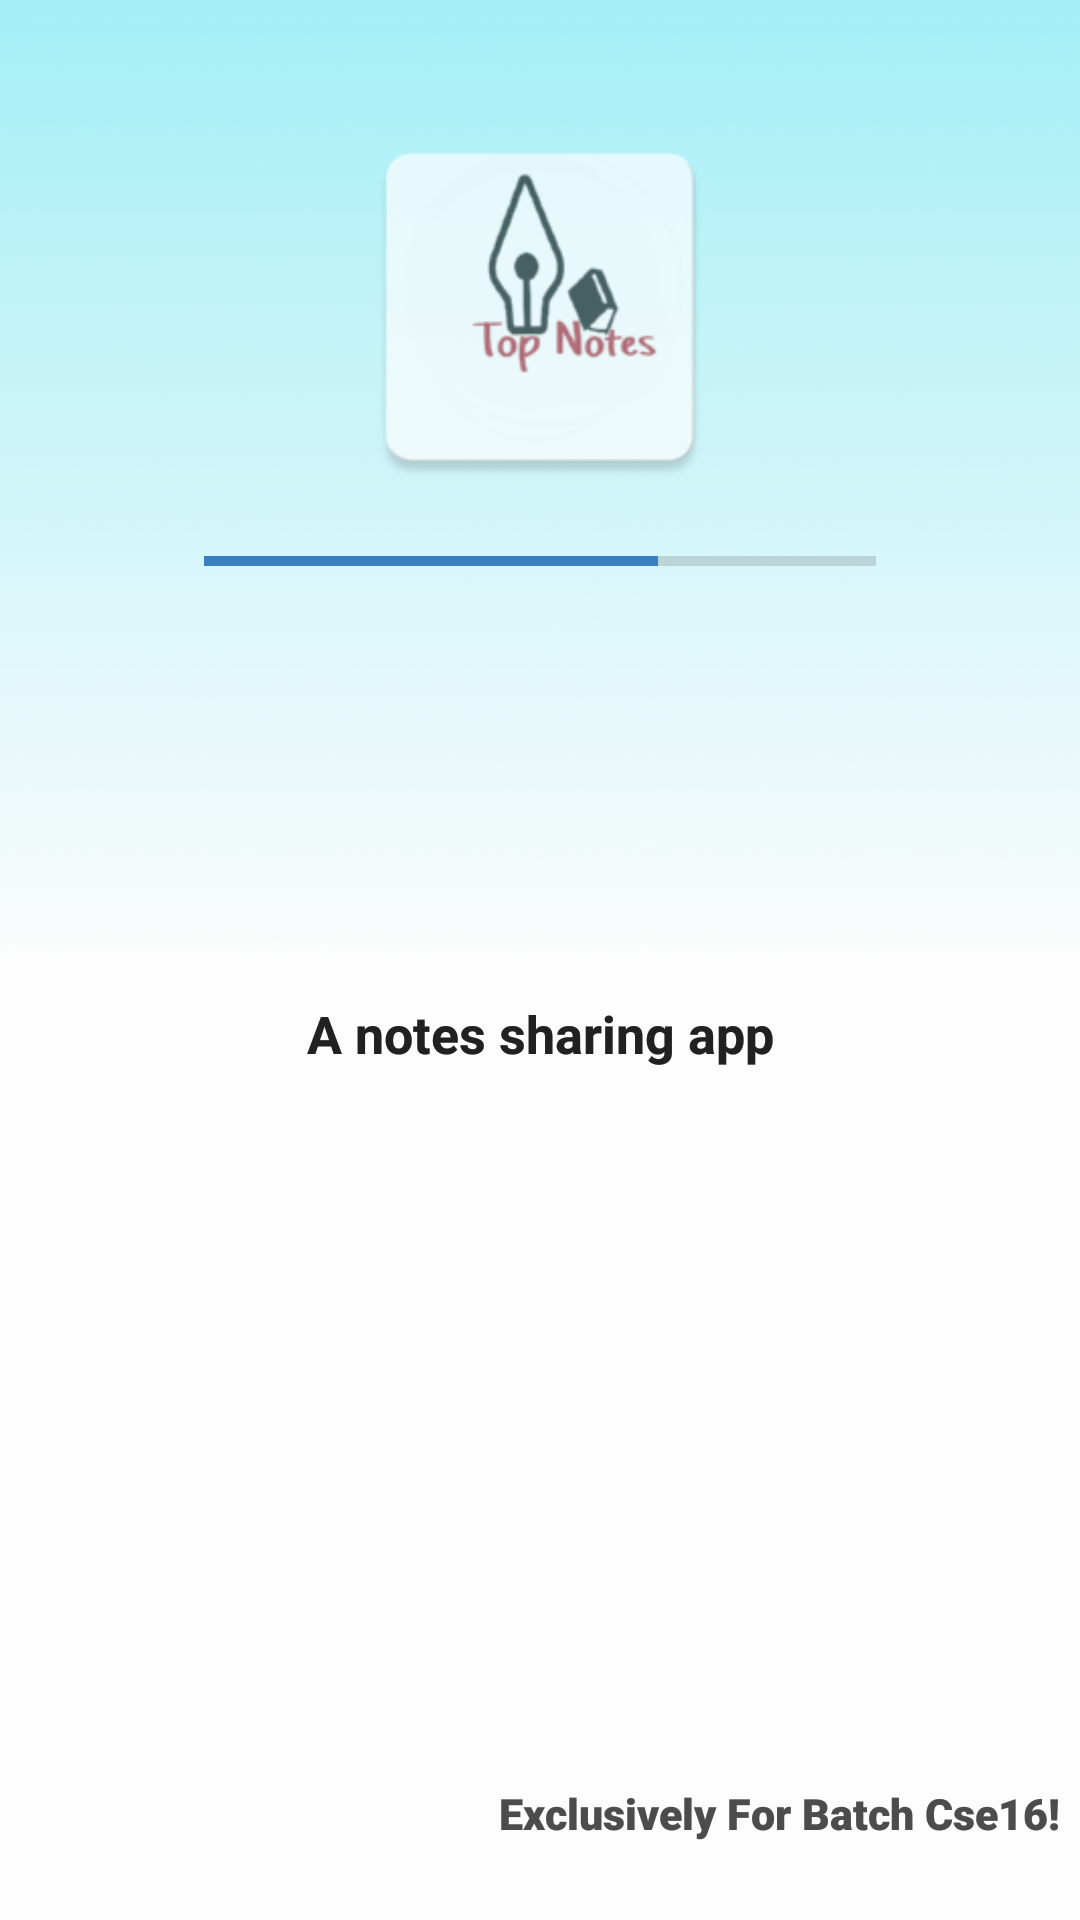 Top Notes
A notes sharing app
Exclusively For Batch Cse16!